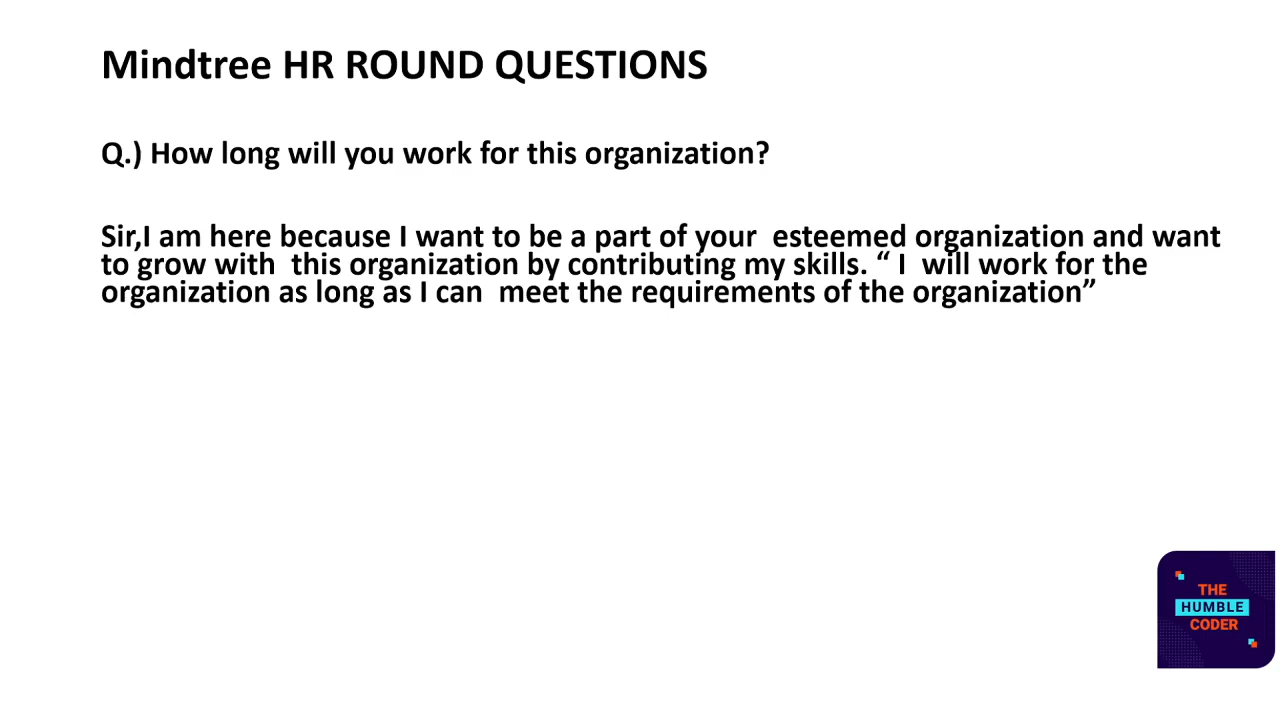 Mindtree HR ROUND QUESTIONS
Q.) How long will you work for this organization?
Sir,I am here because I want to be a part of your  esteemed organization and want
to grow with  this organization by contributing my skills. “ I  will work for the
organization as long as I can  meet the requirements of the organization”
THE
HUMBLE
CODER